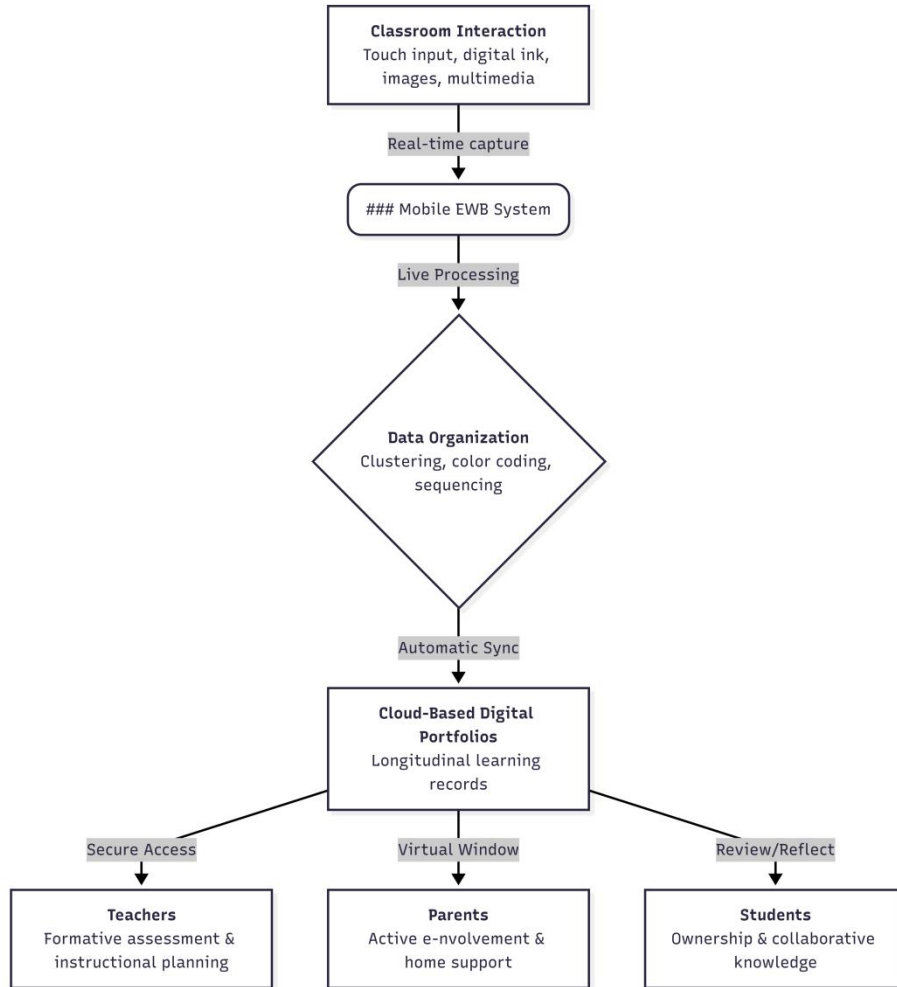 Classroom Interaction
Touch input, digital ink,
images, multimedia
Real-time capture
### Mobile EWB System
Live Processing
Data Organization
Clustering, color coding,
sequencing
Automatic Sync
Cloud-Based Digital
Portfolios
Longitudinal learning
records
Secure Access
Virtual Window
Review/Reflect
Teachers
Formative assessment &
instructional planning
Parents
Active e-nvolvement &
home support
Students
Ownership & collaborative
knowledge